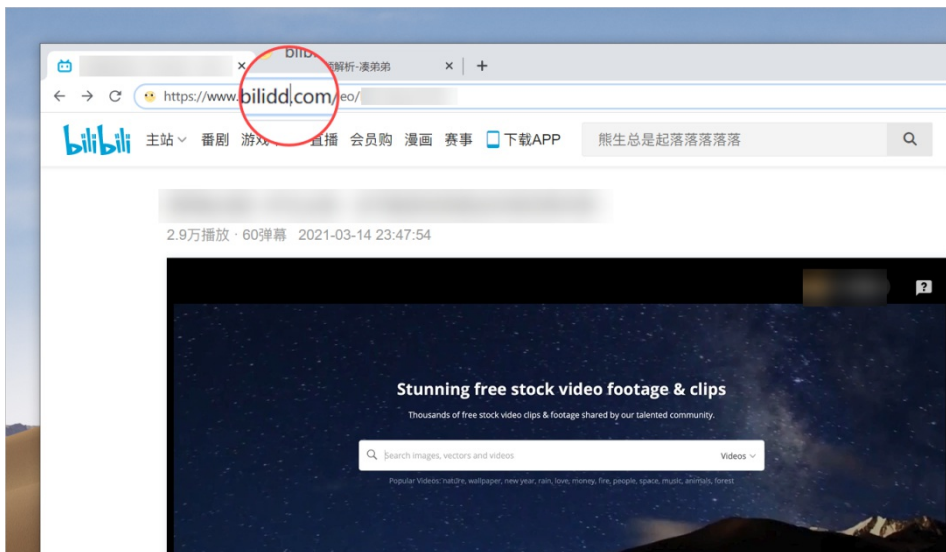 解析-凑弟弟
https://www.bilidd.com/eo/
bilibili 主站 番剧 直播 会员购 漫画 赛事 下载APP 熊生总是起落落落落落
2.9万播放 · 60弹幕 2021-03-14 23:47:54
Stunning free stock video footage & clips
Thousands of free stock video clips & footage shared by our talented community.
Search images, vectors and videos Videos
Popular Videos: nature, wallpaper, new year, rain, love, money, fire, people, space, music, animals, forest